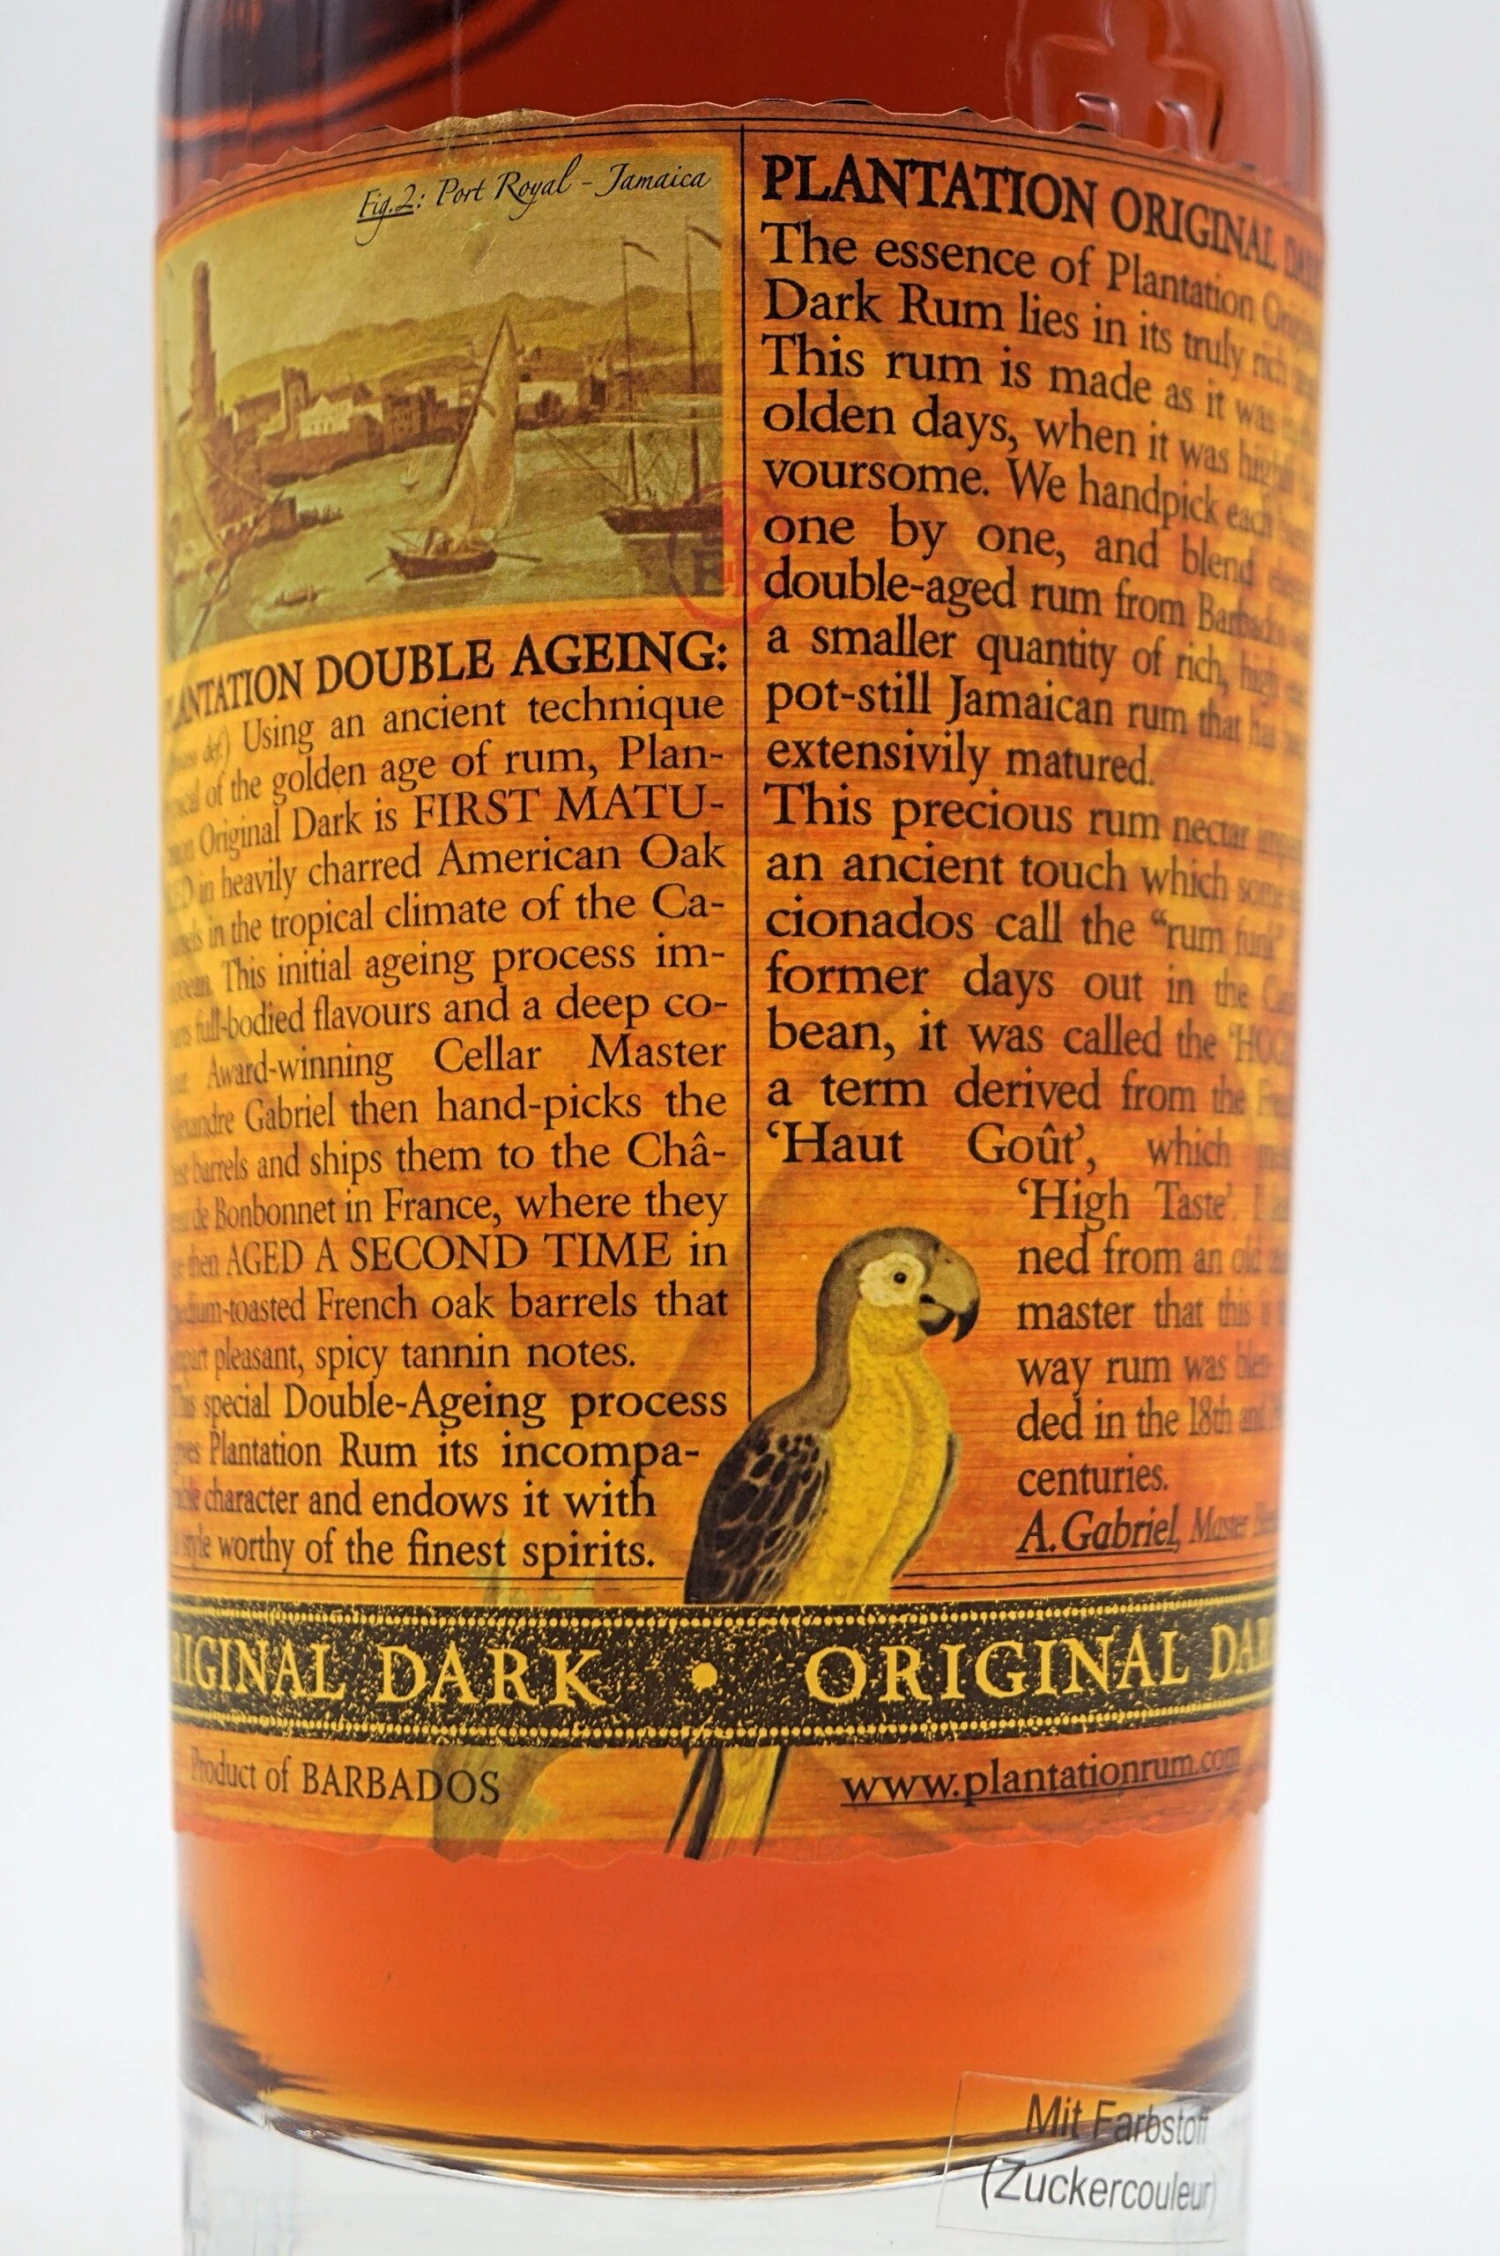 Fig.2: Port Royal - Jamaica
PLANTATION DOUBLE AGEING:
Using an ancient technique
of the golden age of rum, Plan-
Original Dark is FIRST MATU-
in heavily charred American Oak
in the tropical climate of the Ca-
This initial ageing process im-
full-bodied flavours and a deep co-
Award-winning Cellar Master
Gabriel then hand-picks the
barrels and ships them to the Châ-
de Bonbonnet in France, where they
then AGED A SECOND TIME in
medium-toasted French oak barrels that
pleasant, spicy tannin notes.
This special Double-Ageing process
Plantation Rum its incompa-
character and endows it with
style worthy of the finest spirits.
PLANTATION ORIGINAL DARK
The essence of Plantation
Dark Rum lies in its truly rich
This rum is made as it was
olden days, when it was
voursome. We handpick each
one by one, and blend
double-aged rum from Barbados
a smaller quantity of rich, high
pot-still Jamaican rum that has
extensivily matured.
This precious rum nectar
an ancient touch which some
cionados call the “rum funk”
former days out in the
bean, it was called the
a term derived from the
‘Haut Goût’, which
‘High Taste’. I
ned from an old
master that this is
way rum was blen-
ded in the 18th and
centuries.
A. Gabriel, Master
ORIGINAL DARK • ORIGINAL DARK
Product of BARBADOS
www.plantationrum.com
Mit Farbstoff
(Zuckercouleur)